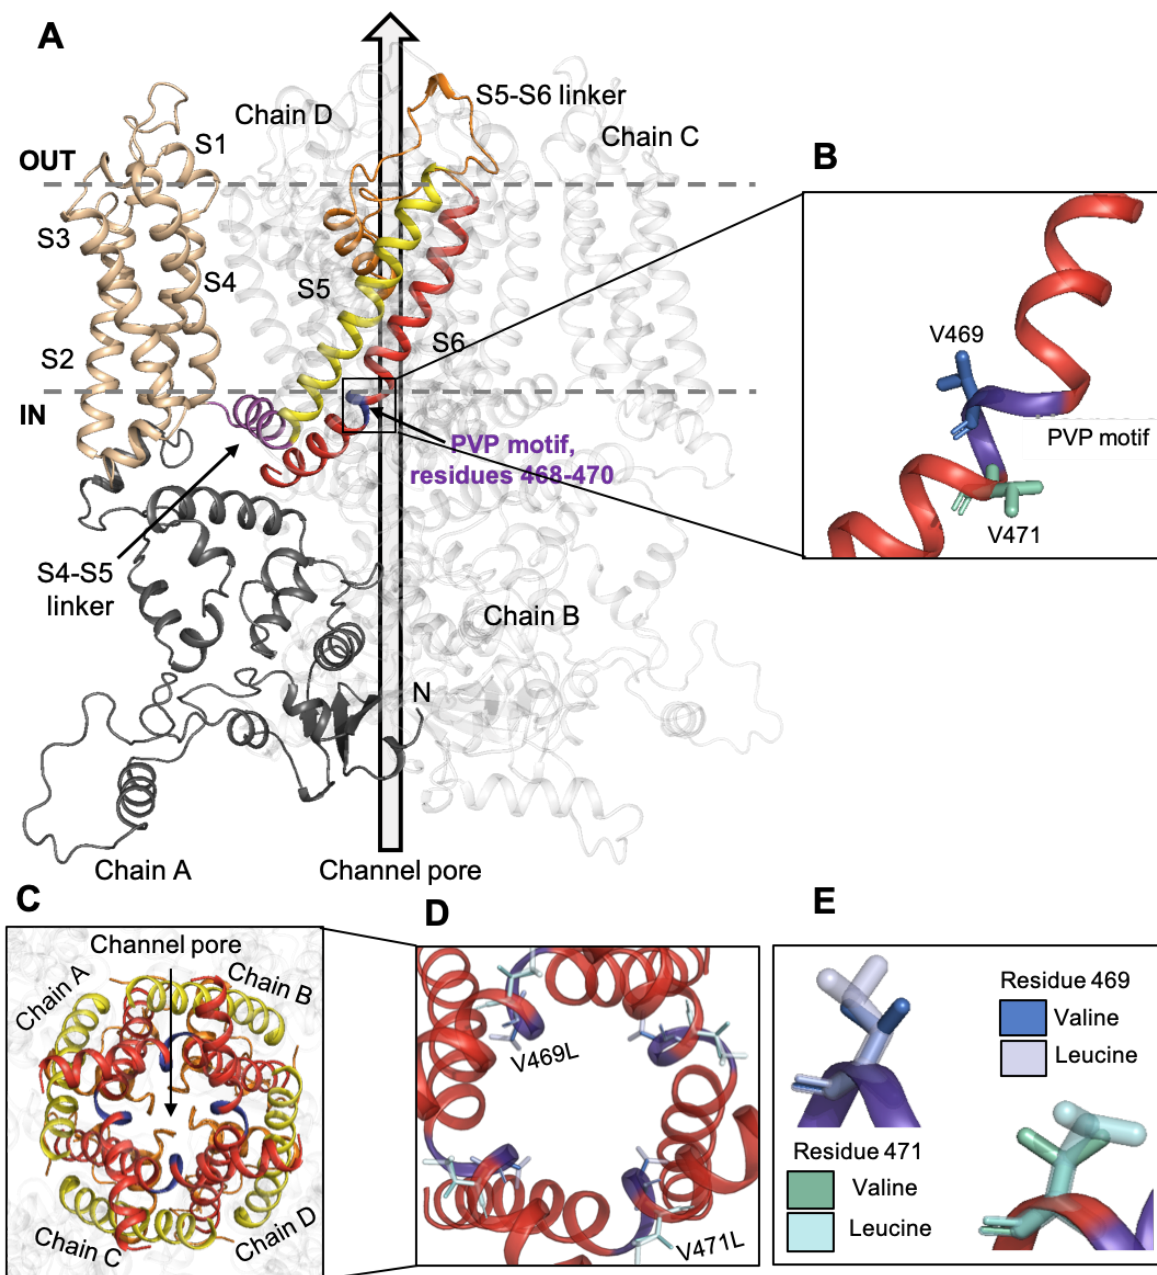 A
S5-S6 linker
Chain D
Chain C
S1
OUT
S3
S4
S5
S2
S6
IN
PVP motif,
residues 468-470
S4-S5
linker
Chain B
N
Chain A
Channel pore
B
V469
PVP motif
V471
C
Channel pore
Chain A
Chain B
Chain C
Chain D
D
V469L
V471L
E
Residue 469
Valine
Leucine
Residue 471
Valine
Leucine